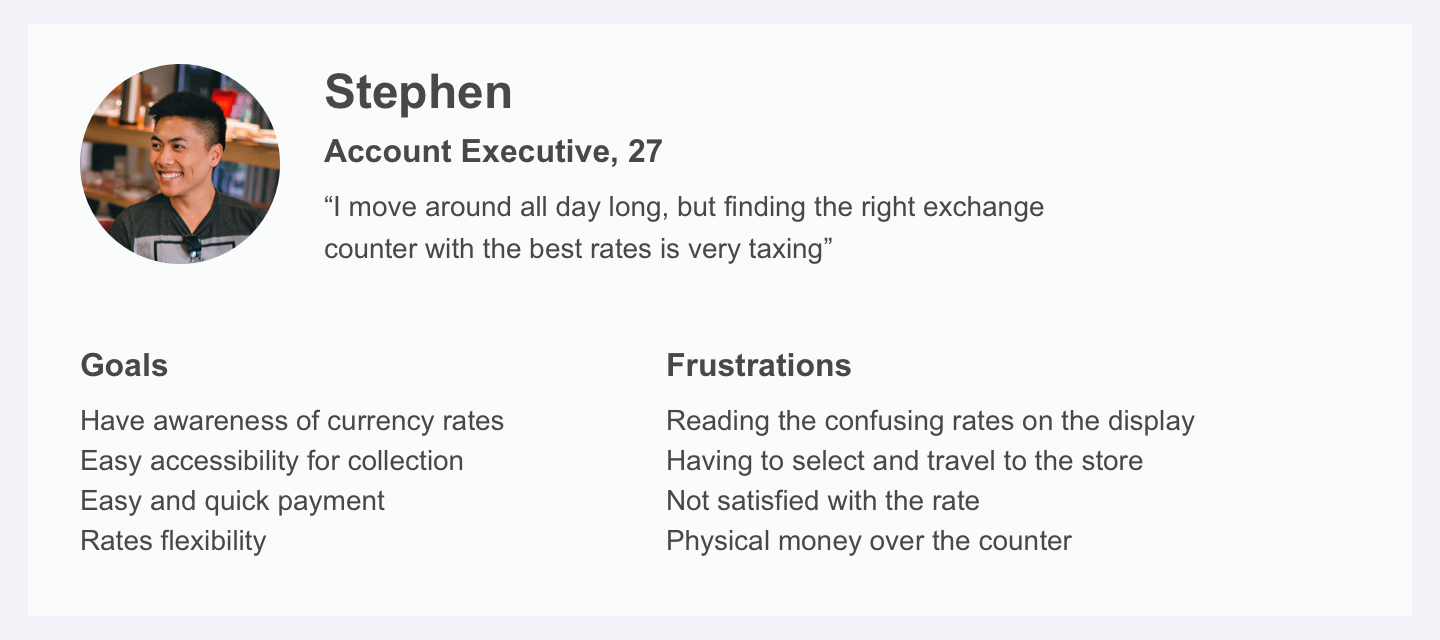 Stephen
Account Executive, 27
“I move around all day long, but finding the right exchange
counter with the best rates is very taxing”
Goals
Have awareness of currency rates
Easy accessibility for collection
Easy and quick payment
Rates flexibility
Frustrations
Reading the confusing rates on the display
Having to select and travel to the store
Not satisfied with the rate
Physical money over the counter